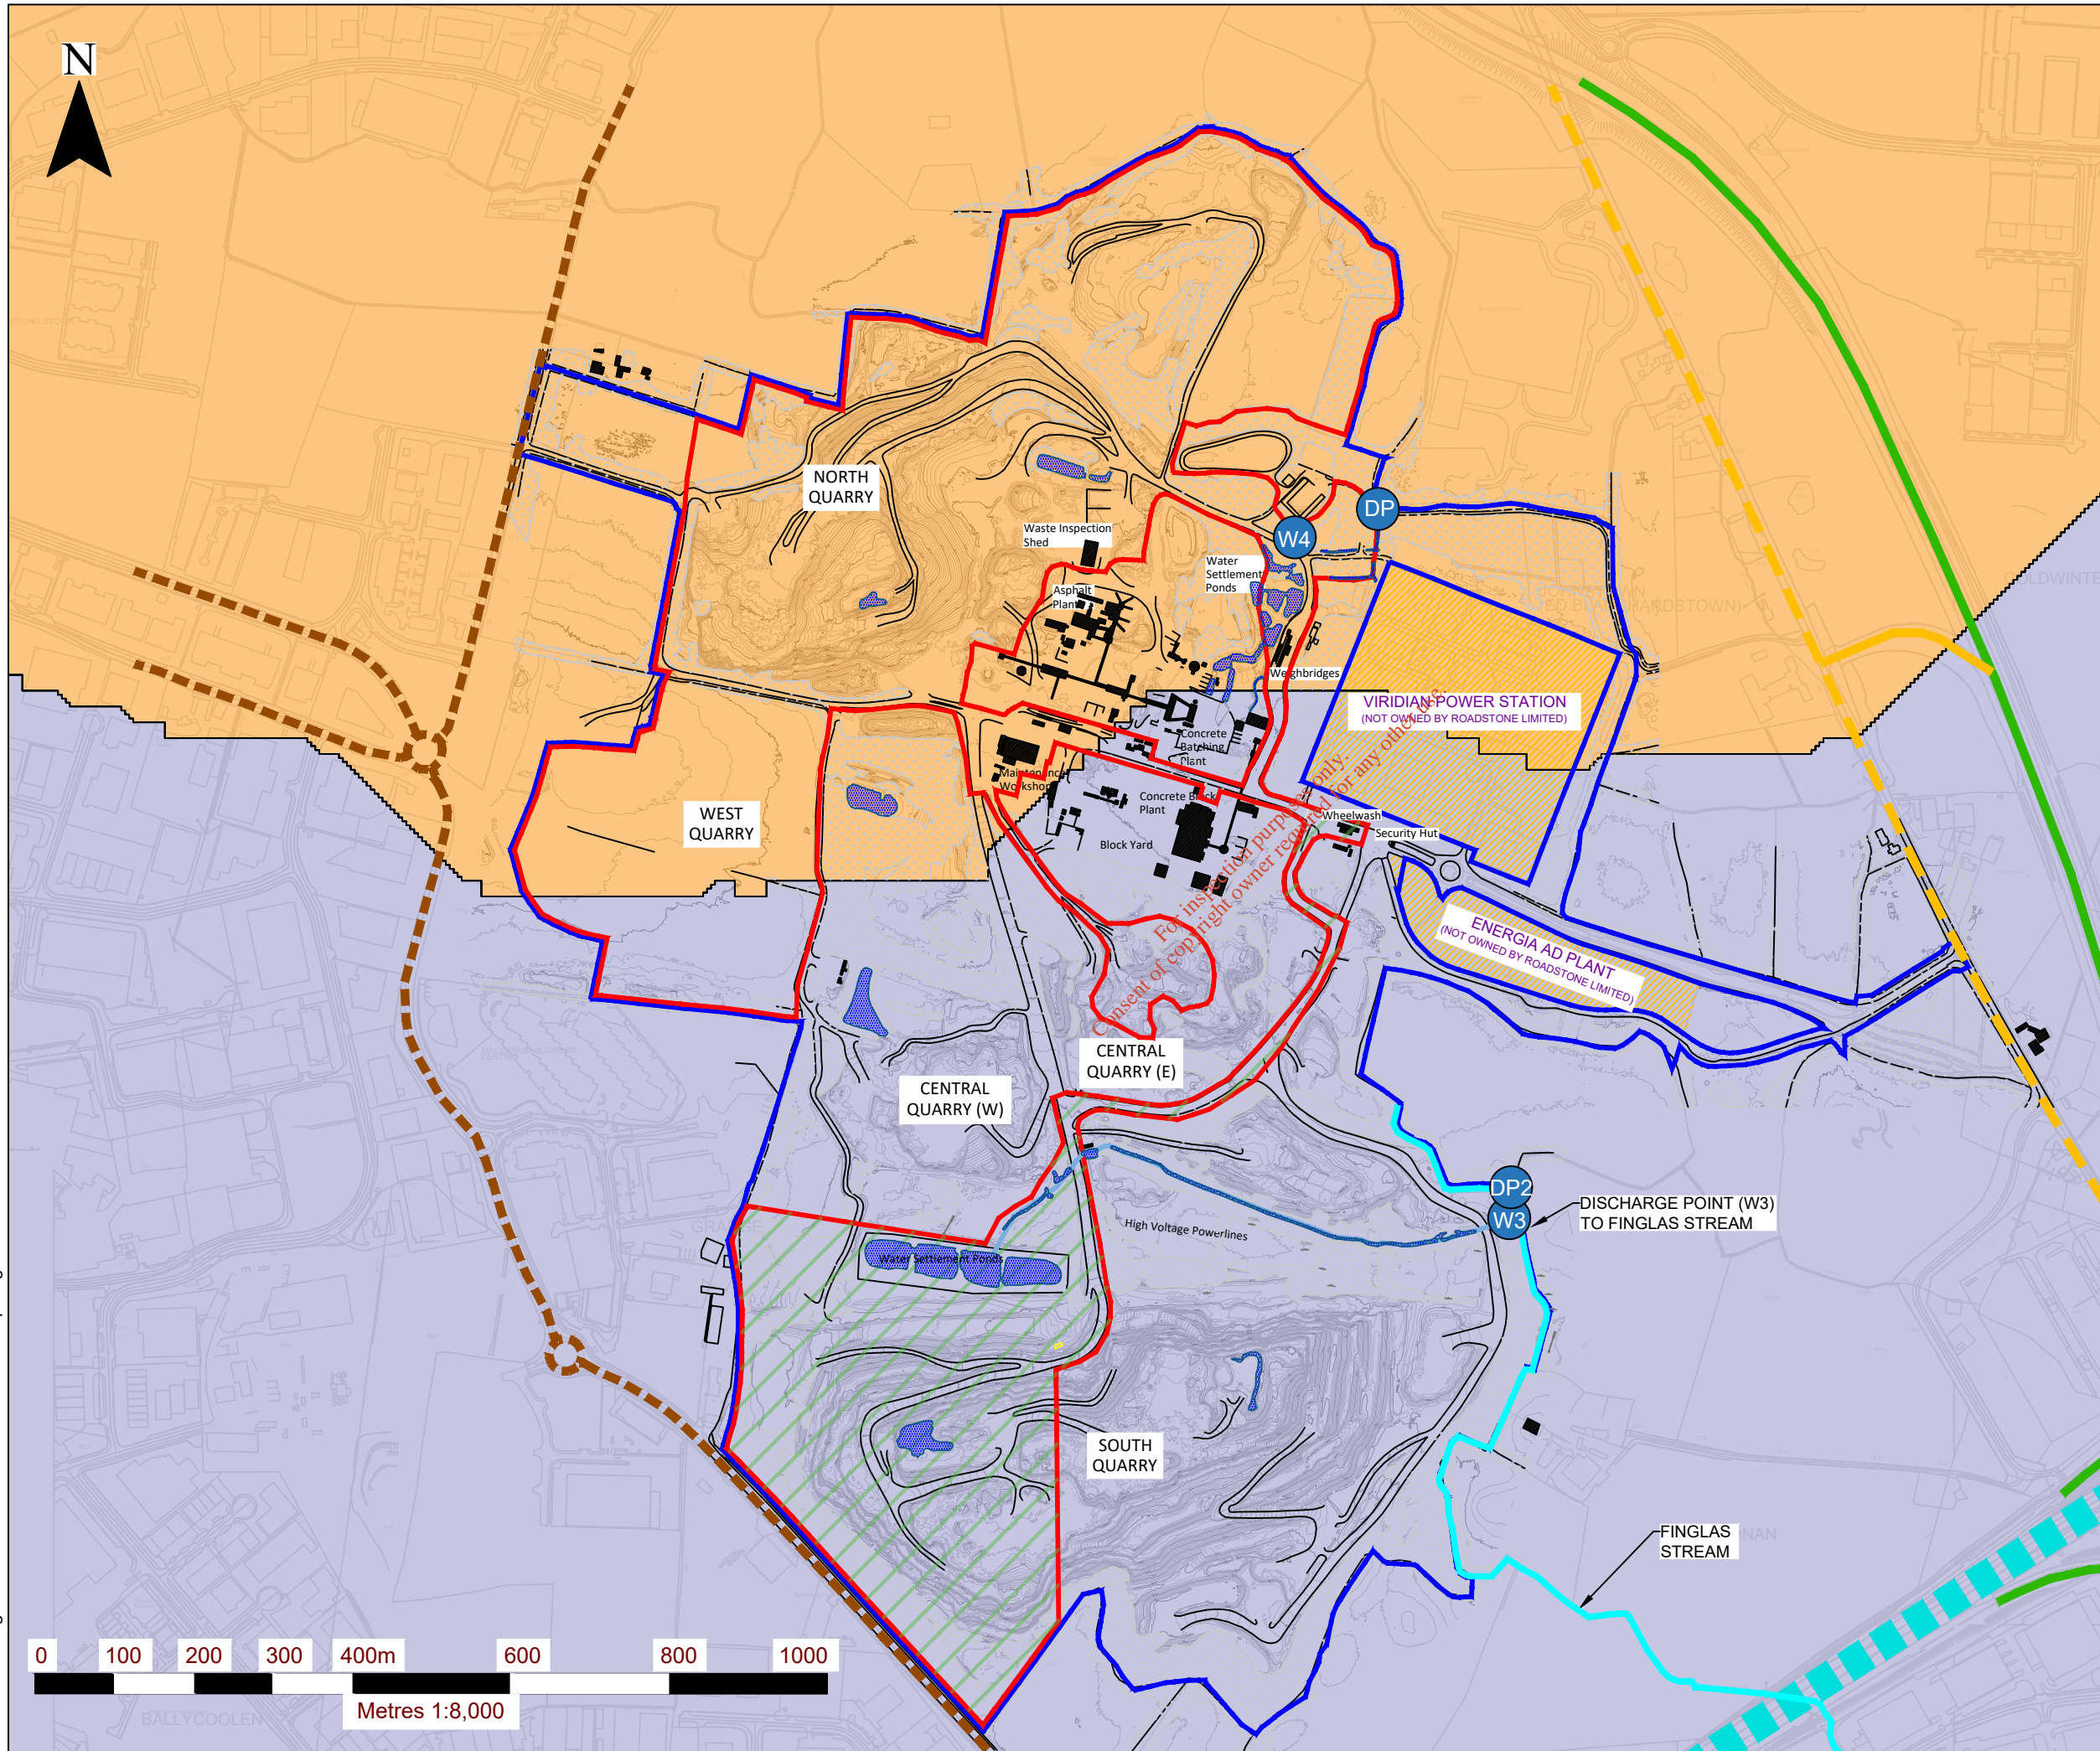 N
NORTH
QUARRY
Waste Inspection
Shed
DP
W4
Water
Settlement
Ponds
Asphalt
Plant
Weighbridges
VIRIDIAN POWER STATION
(NOT OWNED BY ROADSTONE LIMITED)
Concrete
Batching
Plant
Maintenance
Workshop
WEST
QUARRY
Concrete Block
Plant
Wheelwash
Security Hut
Block Yard
For inspection purposes only.
Consent of copyright owner required for any other use.
ENERGIA AD PLANT
(NOT OWNED BY ROADSTONE LIMITED)
CENTRAL
QUARRY (E)
CENTRAL
QUARRY (W)
DP2
W3
DISCHARGE POINT (W3)
TO FINGLAS STREAM
High Voltage Powerlines
Water Settlement Ponds
SOUTH
QUARRY
FINGLAS
STREAM
0 100 200 300 400m 600 800 1000
Metres 1:8,000
BALLYCOOLEN